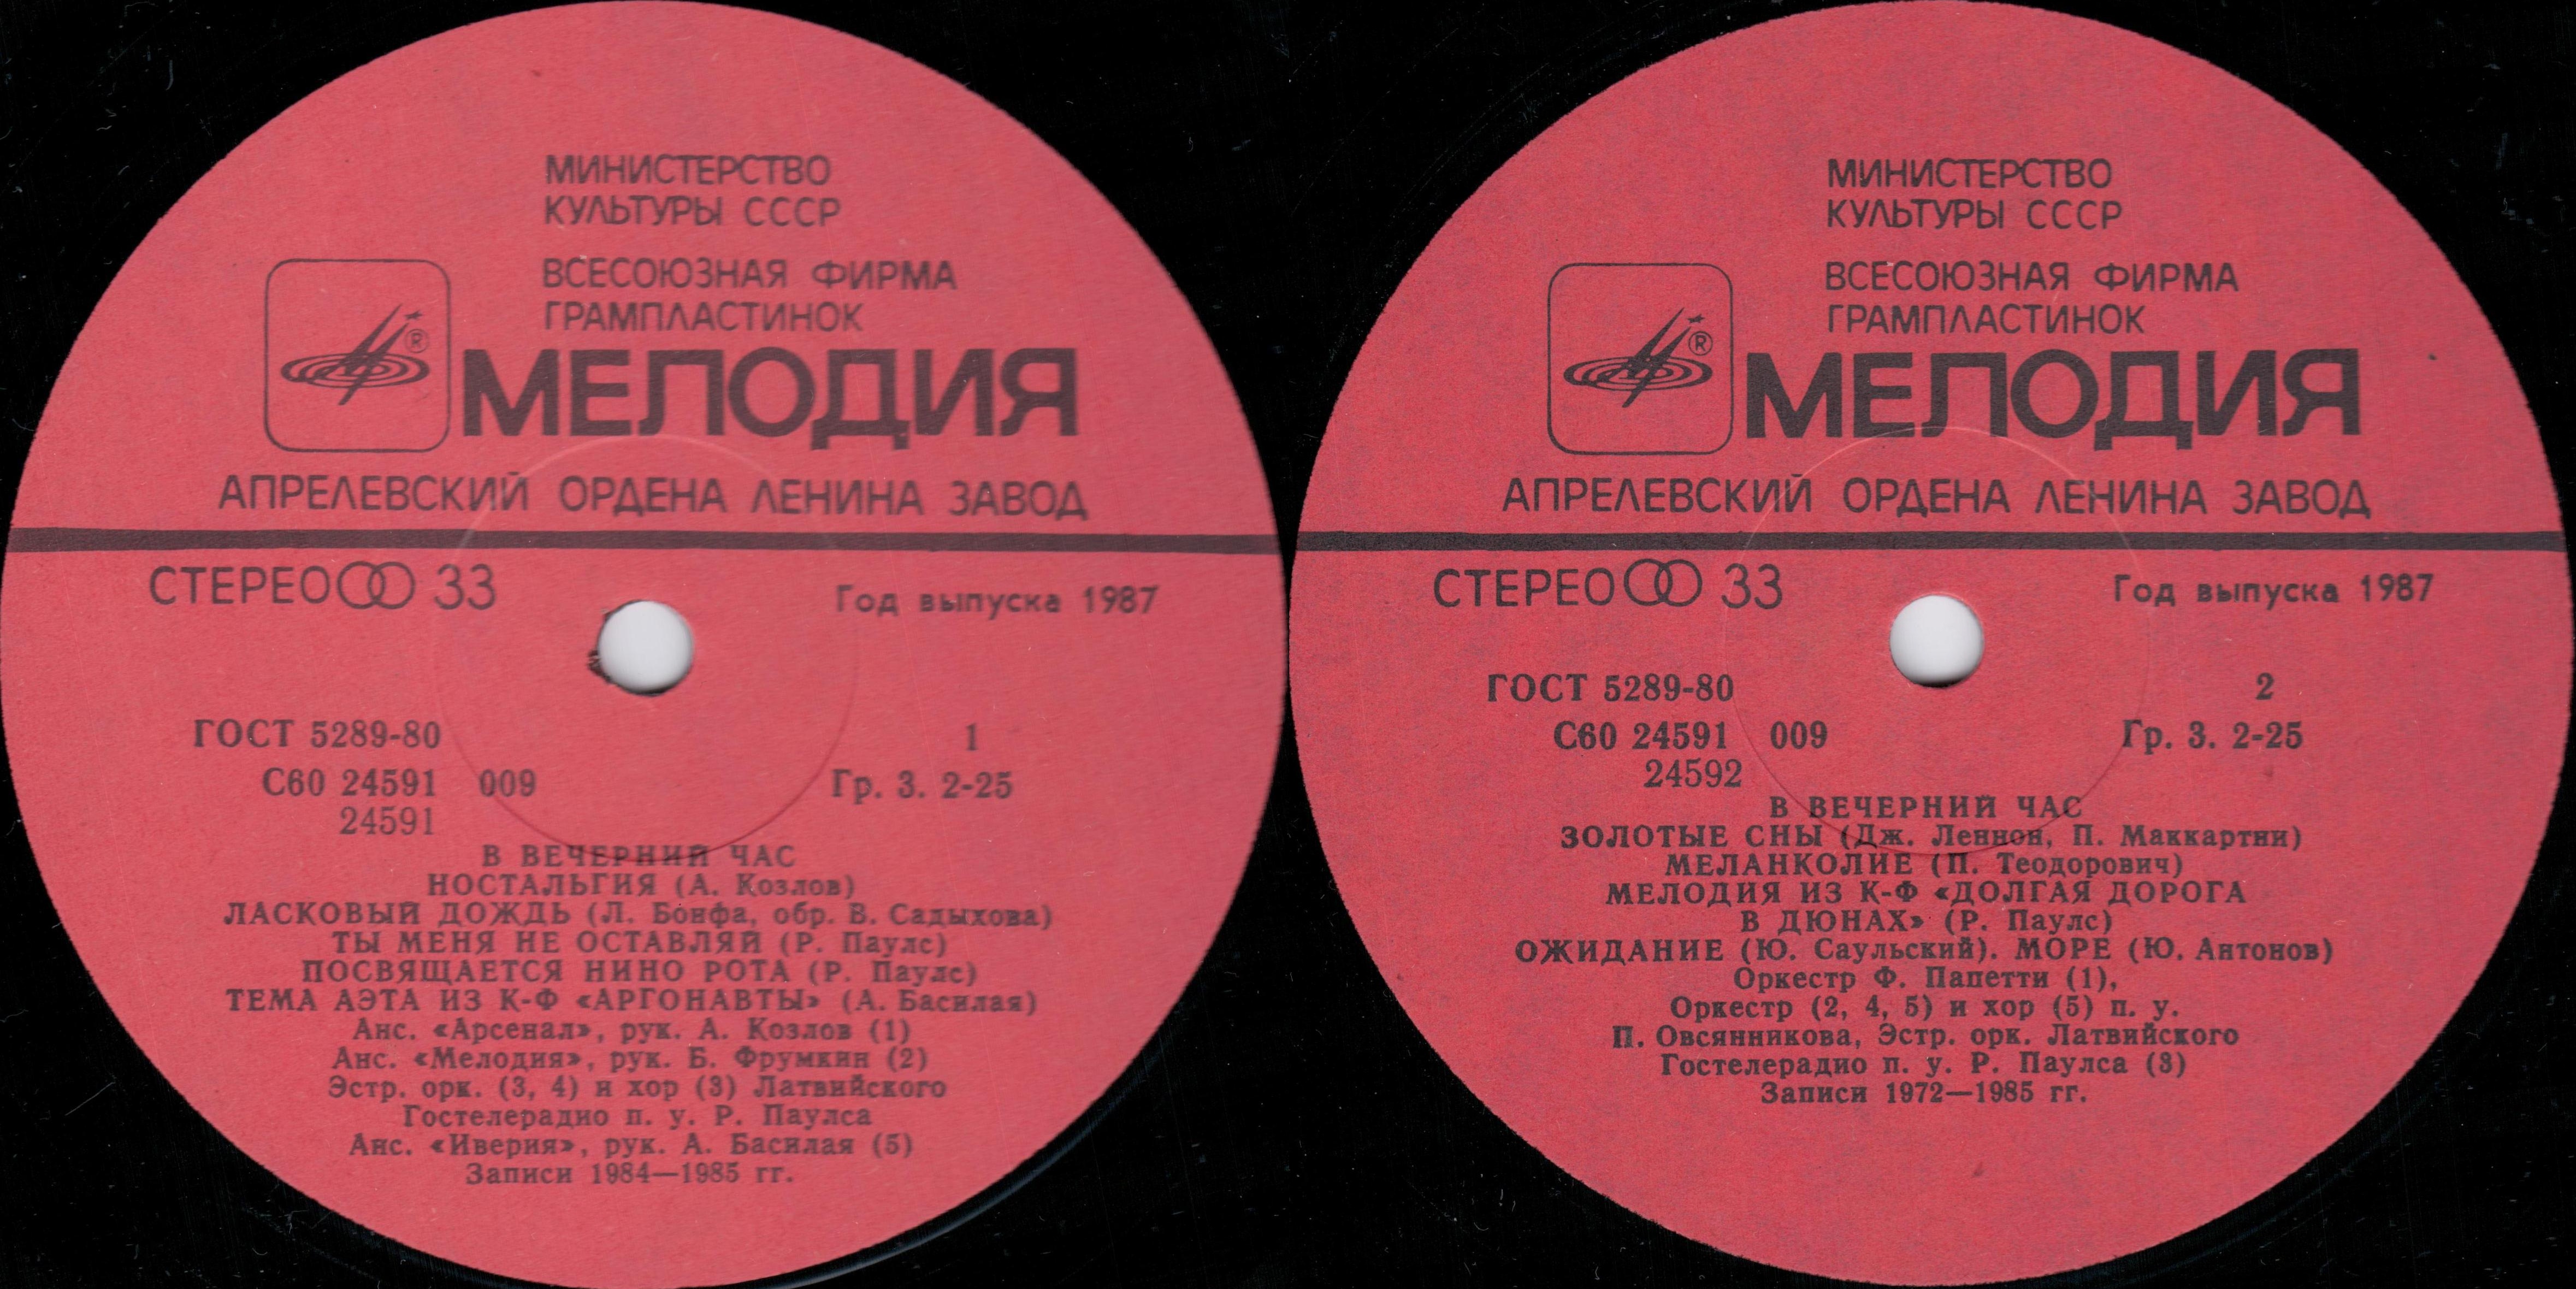 МИНИСТЕРСТВО
КУЛЬТУРЫ СССР
ВСЕСОЮЗНАЯ ФИРМА
ГРАМПЛАСТИНОК
®
МЕЛОДИЯ
АПРЕЛЕВСКИЙ ОРДЕНА ЛЕНИНА ЗАВОД
СТЕРЕО 33
Год выпуска 1987
ГОСТ 5289-80
1
С60 24591 009
Гр. 3. 2-25
24591
В ВЕЧЕРНИЙ ЧАС
НОСТАЛЬГИЯ (А. Козлов)
ЛАСКОВЫЙ ДОЖДЬ (Л. Бонфа, обр. В. Садыхова)
ТЫ МЕНЯ НЕ ОСТАВЛЯЙ (Р. Паулс)
ПОСВЯЩАЕТСЯ НИНО РОТА (Р. Паулс)
ТЕМА АЭТА ИЗ К-Ф «АРГОНАВТЫ» (А. Басилая)
Анс. «Арсенал», рук. А. Козлов (1)
Анс. «Мелодия», рук. Б. Фрумкин (2)
Эстр. орк. (3, 4) и хор (3) Латвийского
Гостелерадио п. у. Р. Паулса
Анс. «Иверия», рук. А. Басилая (5)
Записи 1984—1985 гг.
МИНИСТЕРСТВО
КУЛЬТУРЫ СССР
ВСЕСОЮЗНАЯ ФИРМА
ГРАМПЛАСТИНОК
®
МЕЛОДИЯ
АПРЕЛЕВСКИЙ ОРДЕНА ЛЕНИНА ЗАВОД
СТЕРЕО 33
Год выпуска 1987
ГОСТ 5289-80
2
С60 24591 009
Гр. 3. 2-25
24592
В ВЕЧЕРНИЙ ЧАС
ЗОЛОТЫЕ СНЫ (Дж. Леннон, П. Маккартни)
МЕЛАНКОЛИЕ (П. Теодорович)
МЕЛОДИЯ ИЗ К-Ф «ДОЛГАЯ ДОРОГА
В ДЮНАХ» (Р. Паулс)
ОЖИДАНИЕ (Ю. Саульский). МОРЕ (Ю. Антонов)
Оркестр Ф. Папетти (1),
Оркестр (2, 4, 5) и хор (5) п. у.
П. Овсянникова, Эстр. орк. Латвийского
Гостелерадио п. у. Р. Паулса (3)
Записи 1972—1985 гг.